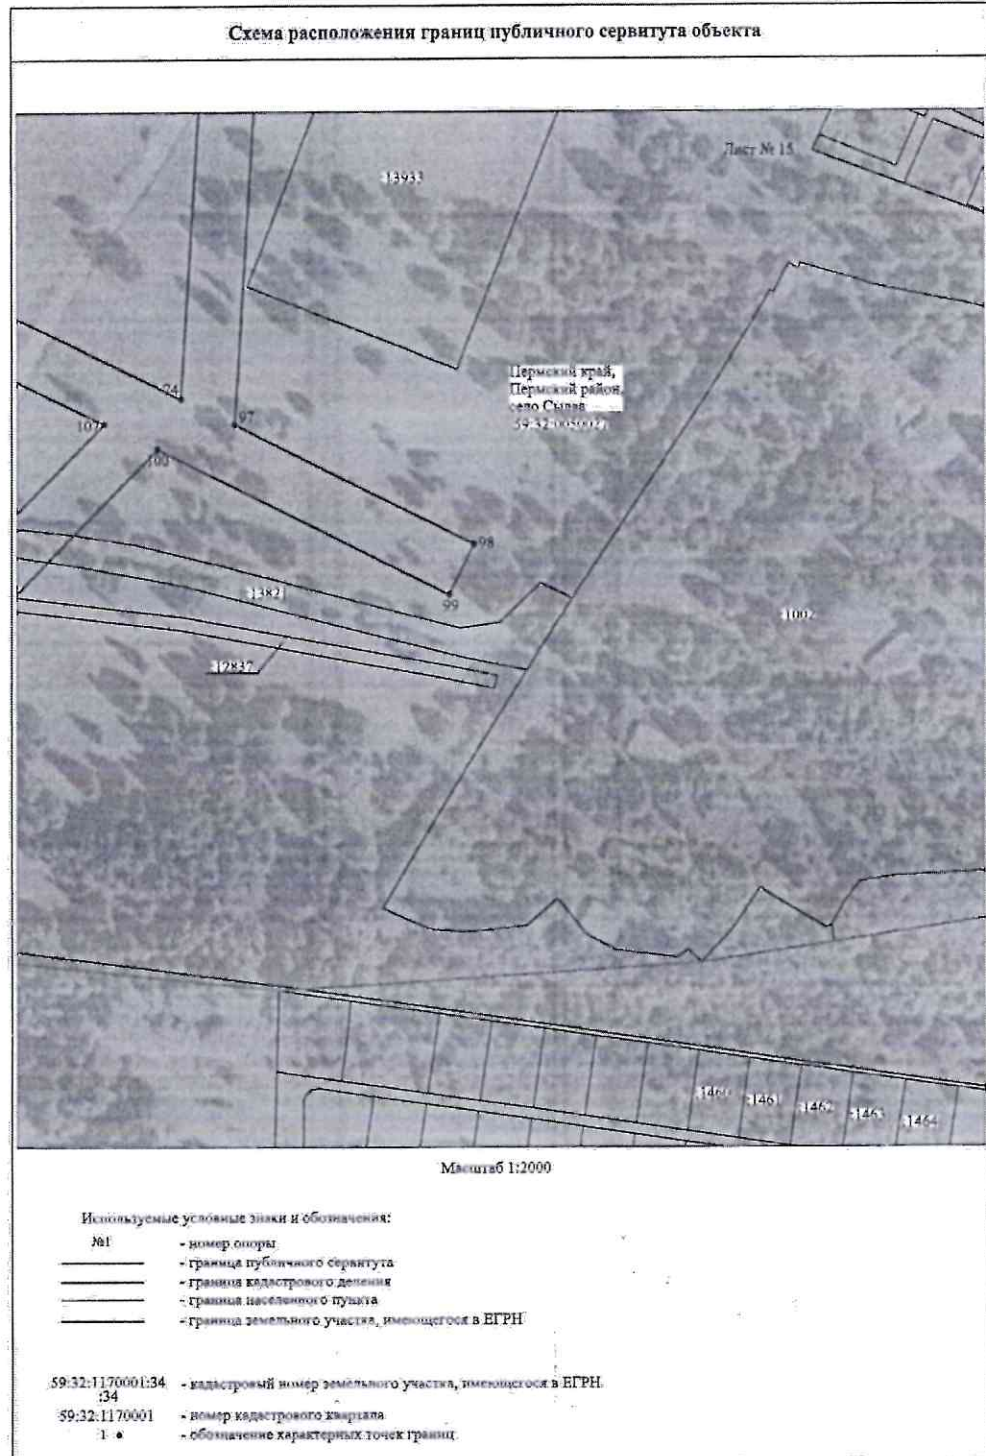 Схема расположения границ публичного сервитута объекта
Лист № 15
:13933
Пермский край,
Пермский район,
село Сылва
97
107
100
98
99
:1382
:1002
:12837
:1460
:1461
:1462
:1463
:1464
Масштаб 1:2000
Используемые условные знаки и обозначения:
№1 - номер опоры
- граница публичного сервитута
- граница кадастрового деления
- граница населенного пункта
- граница земельного участка, имеющегося в ЕГРН
59:32:1170001:34 - кадастровый номер земельного участка, имеющегося в ЕГРН.
:34
59:32:1170001 - номер кадастрового квартала
1 - обозначение характерных точек границ